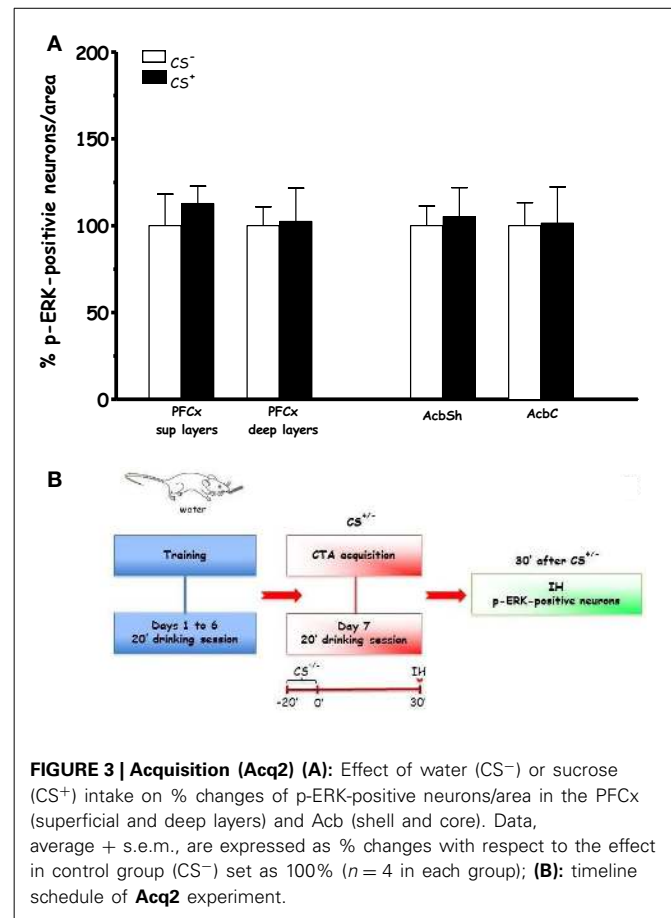 A
% p-ERK-positivie neurons/area
200
150
100
50
0
CS-
CS+
PFCx
sup layers
PFCx
deep layers
AcbSh
AcbC
B
water
CS+/-
Training
CTA acquisition
30' after CS+/-
IH
p-ERK-positive neurons
Days 1 to 6
20' drinking session
Day 7
20' drinking session
CS+/-
IH
-20'
0'
30'
FIGURE 3 | Acquisition (Acq2) (A): Effect of water (CS−) or sucrose
(CS+) intake on % changes of p-ERK-positive neurons/area in the PFCx
(superficial and deep layers) and Acb (shell and core). Data,
average + s.e.m., are expressed as % changes with respect to the effect
in control group (CS−) set as 100% (n = 4 in each group); (B): timeline
schedule of Acq2 experiment.